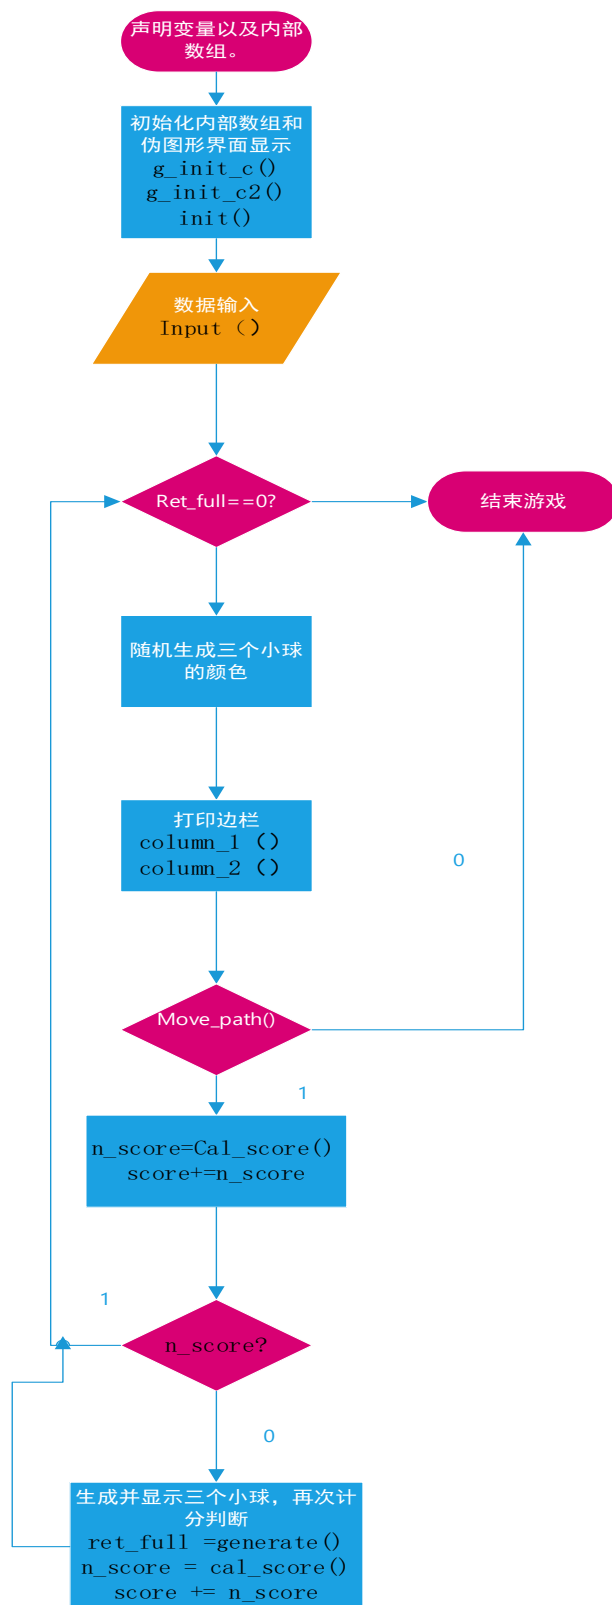 声明变量以及内部
数组。
初始化内部数组和
伪图形界面显示
g_init_c()
g_init_c2()
init()
数据输入
Input （）
Ret_full==0?
结束游戏
随机生成三个小球
的颜色
打印边栏
column_1 （）
column_2 （）
0
Move_path()
1
n_score=Cal_score()
score+=n_score
1
n_score?
0
生成并显示三个小球，再次计
分判断
ret_full =generate()
n_score = cal_score()
score += n_score